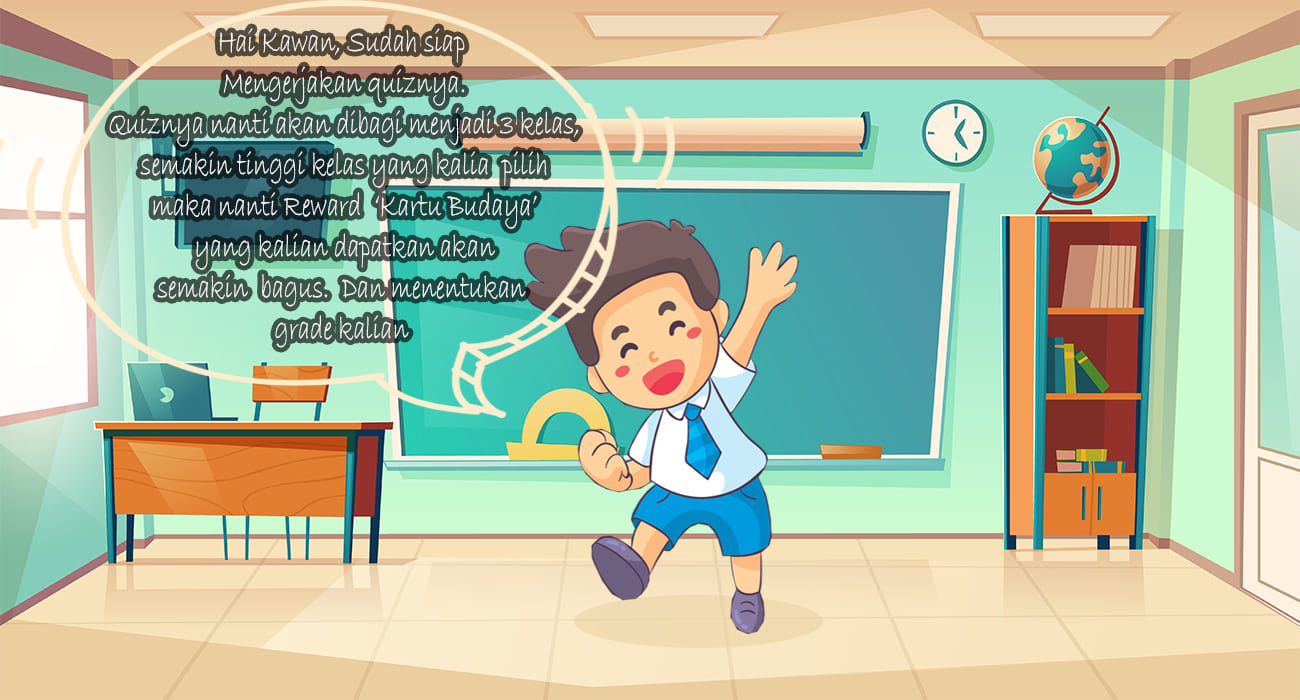 Hai Kawan, Sudah siap
Mengerjakan quiznya.
Quiznya nanti akan dibagi menjadi 3 kelas,
semakin tinggi kelas yang kalia pilih
maka nanti Reward 'Kartu Budaya'
yang kalian dapatkan akan
semakin bagus. Dan menentukan
grade kalian